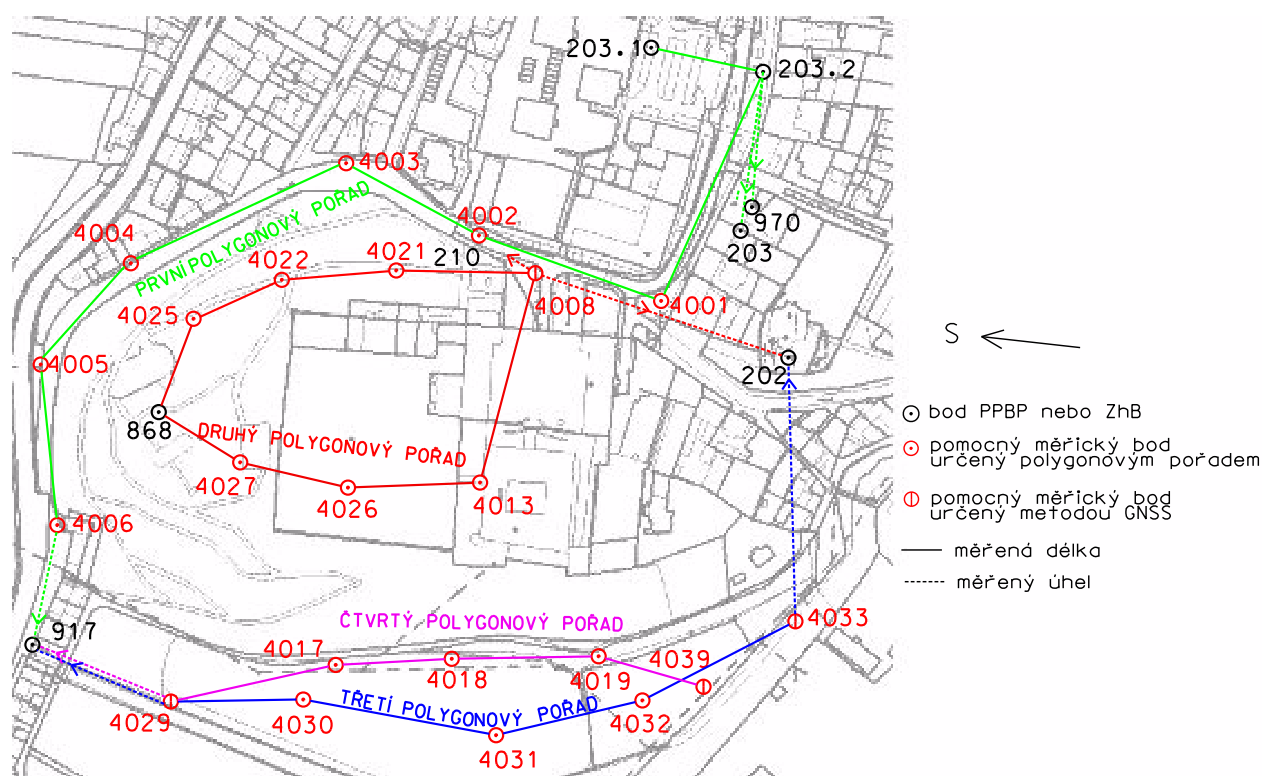 203.1
203.2
4003
PRVNÍ POLYGONOVÝ POŘAD
4002
970
203
4004
4021
210
4022
4008
4001
4025
4005
S
202
868
DRUHÝ POLYGONOVÝ POŘAD
4027
4026
4013
4006
bod PPBP nebo ZhB
pomocný měřický bod
určený polygonovým pořadem
pomocný měřický bod
určený metodou GNSS
měřená délka
měřený úhel
917
ČTVRTÝ POLYGONOVÝ POŘAD
4033
4017
4018
4019
4039
4029
4030
TŘETÍ POLYGONOVÝ POŘAD
4032
4031